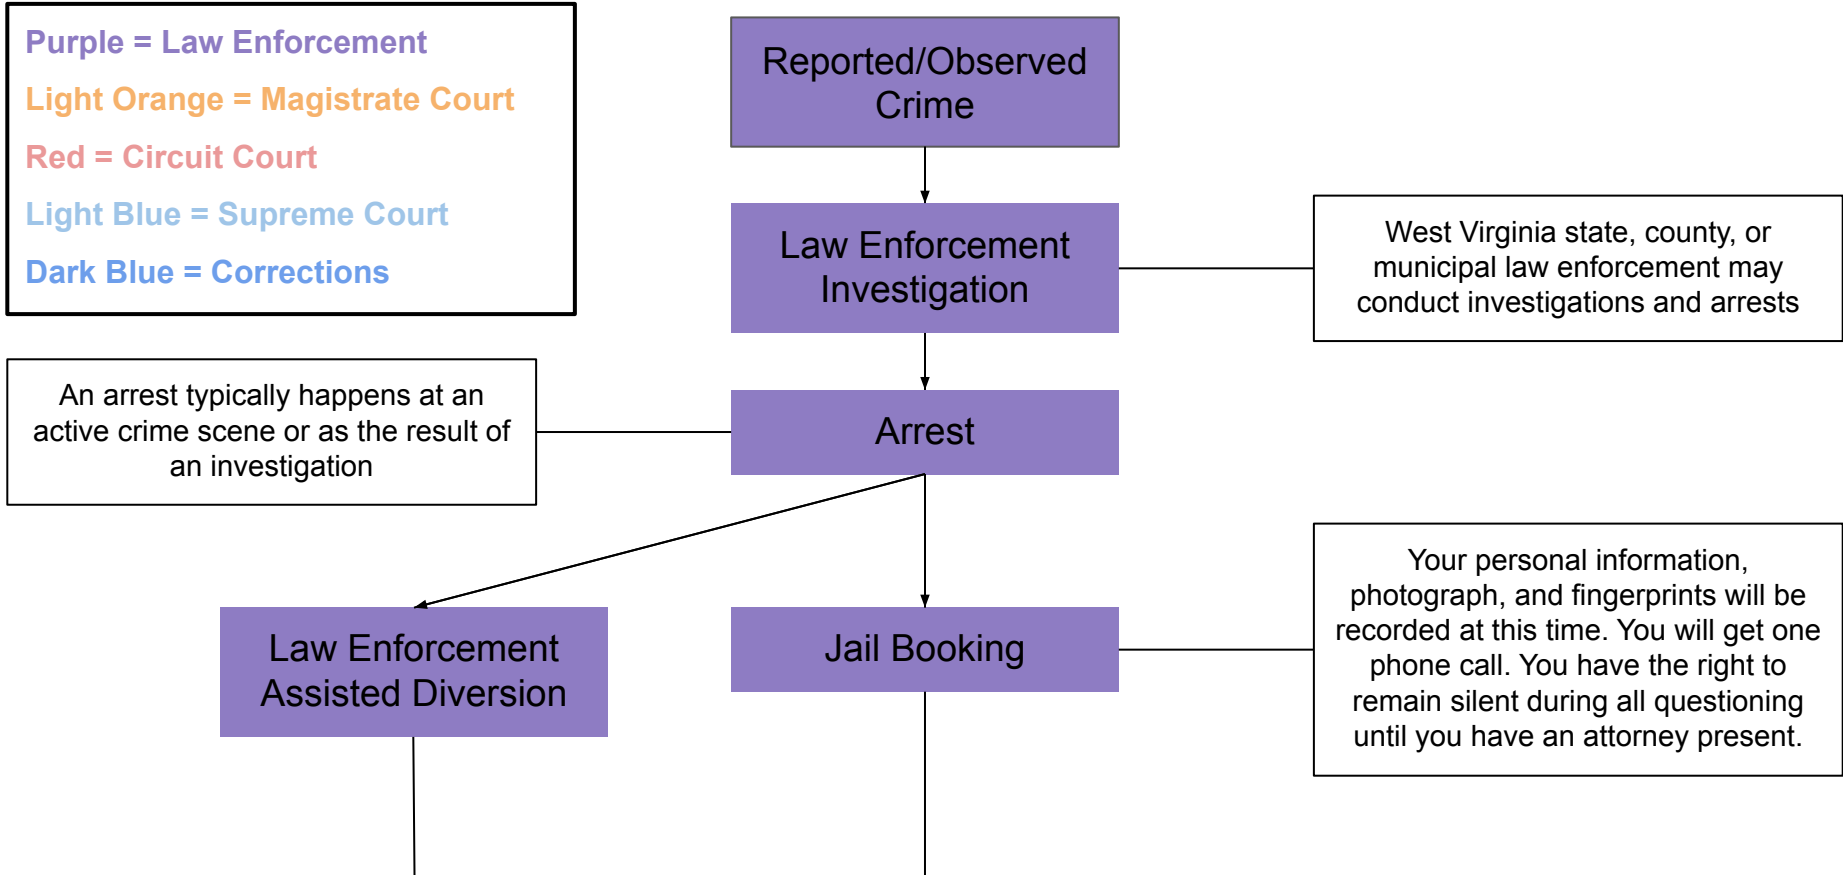 Purple = Law Enforcement
Light Orange = Magistrate Court
Red = Circuit Court
Light Blue = Supreme Court
Dark Blue = Corrections
Reported/Observed
Crime
Law Enforcement
Investigation
West Virginia state, county, or
municipal law enforcement may
conduct investigations and arrests
An arrest typically happens at an
active crime scene or as the result of
an investigation
Arrest
Law Enforcement
Assisted Diversion
Jail Booking
Your personal information,
photograph, and fingerprints will be
recorded at this time. You will get one
phone call. You have the right to
remain silent during all questioning
until you have an attorney present.